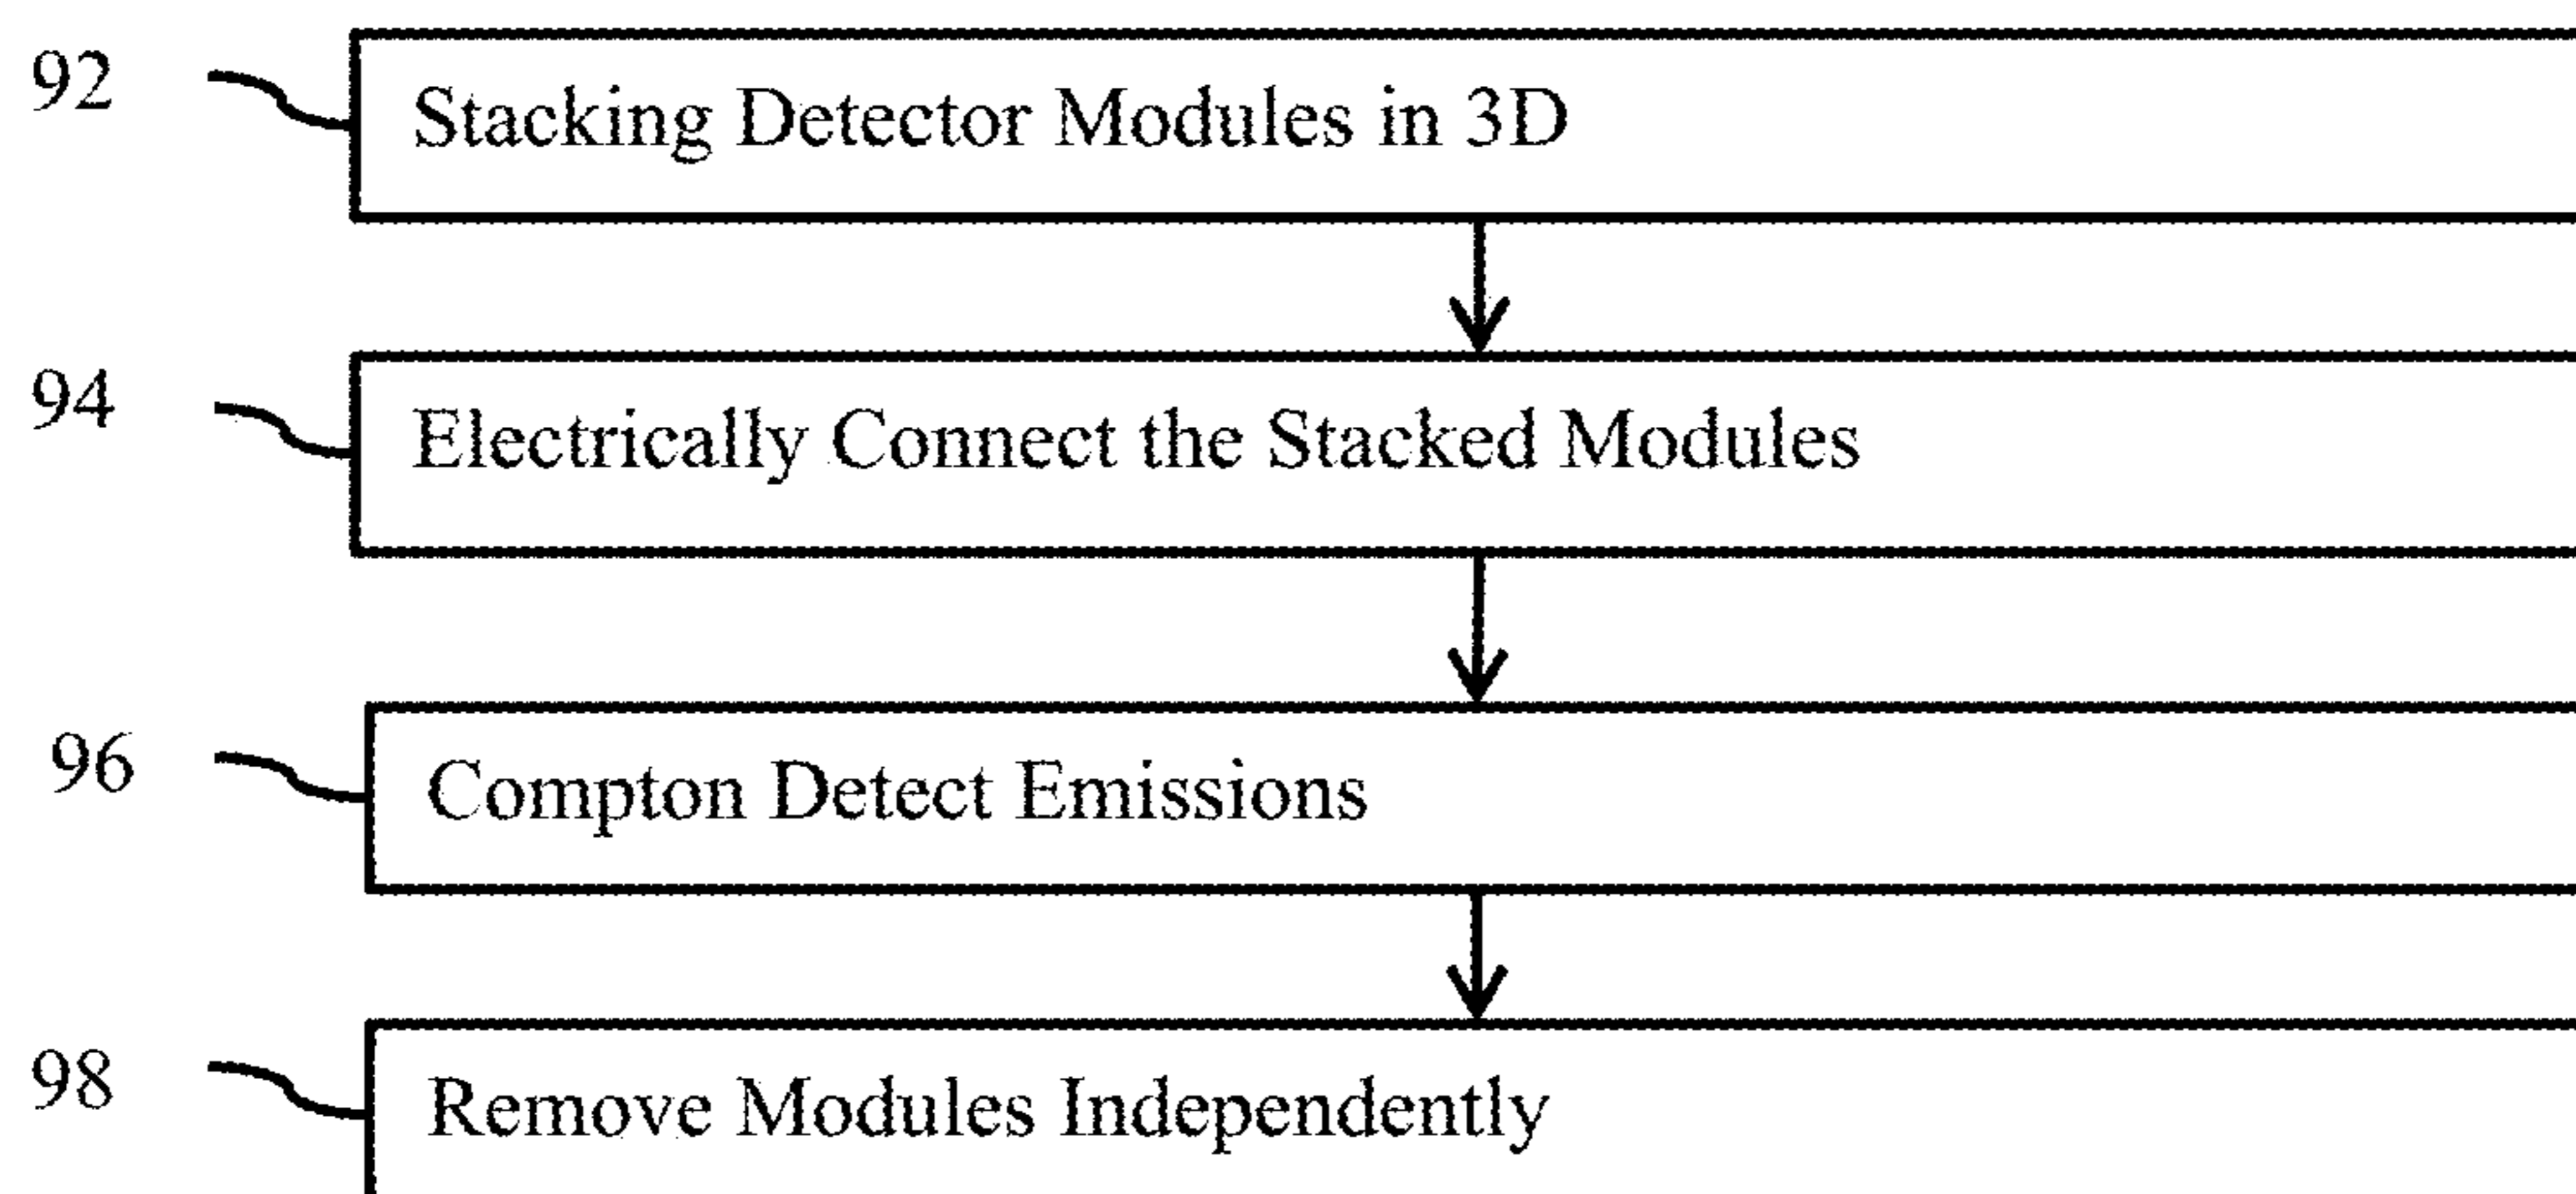 92 Stacking Detector Modules in 3D
94 Electrically Connect the Stacked Modules
96 Compton Detect Emissions
98 Remove Modules Independently